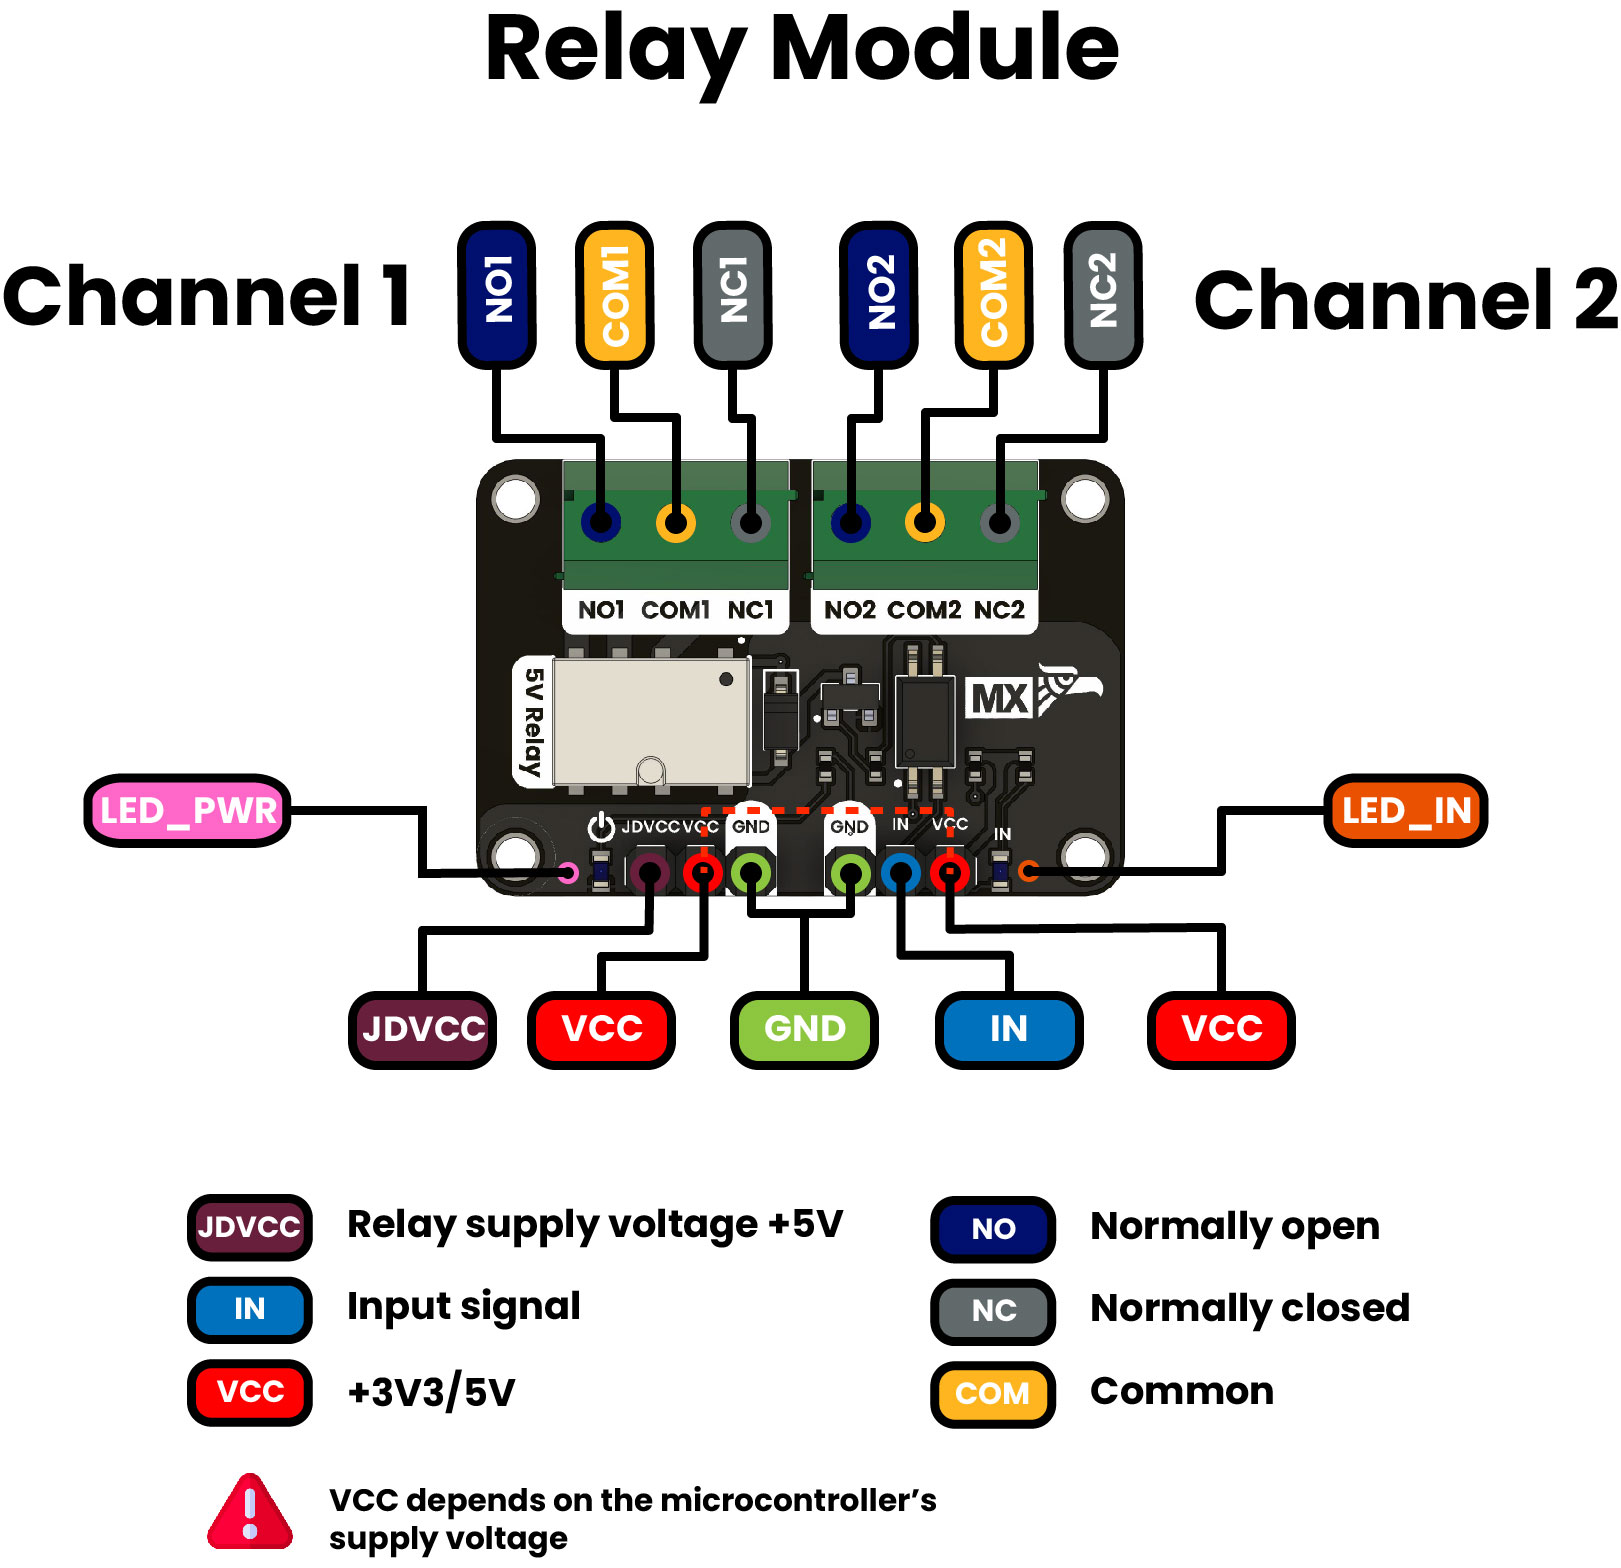 Relay Module
Channel 1
NO1
COM1
NC1
NO2
COM2
NC2
Channel 2
NO1 COM1 NC1
NO2 COM2 NC2
5V Relay
MX
LED_PWR
LED_IN
JDVCC VCC GND
GND IN VCC
IN
JDVCC
VCC
GND
IN
VCC
JDVCC Relay supply voltage +5V
IN Input signal
VCC +3V3/5V
NO Normally open
NC Normally closed
COM Common
! VCC depends on the microcontroller's
supply voltage